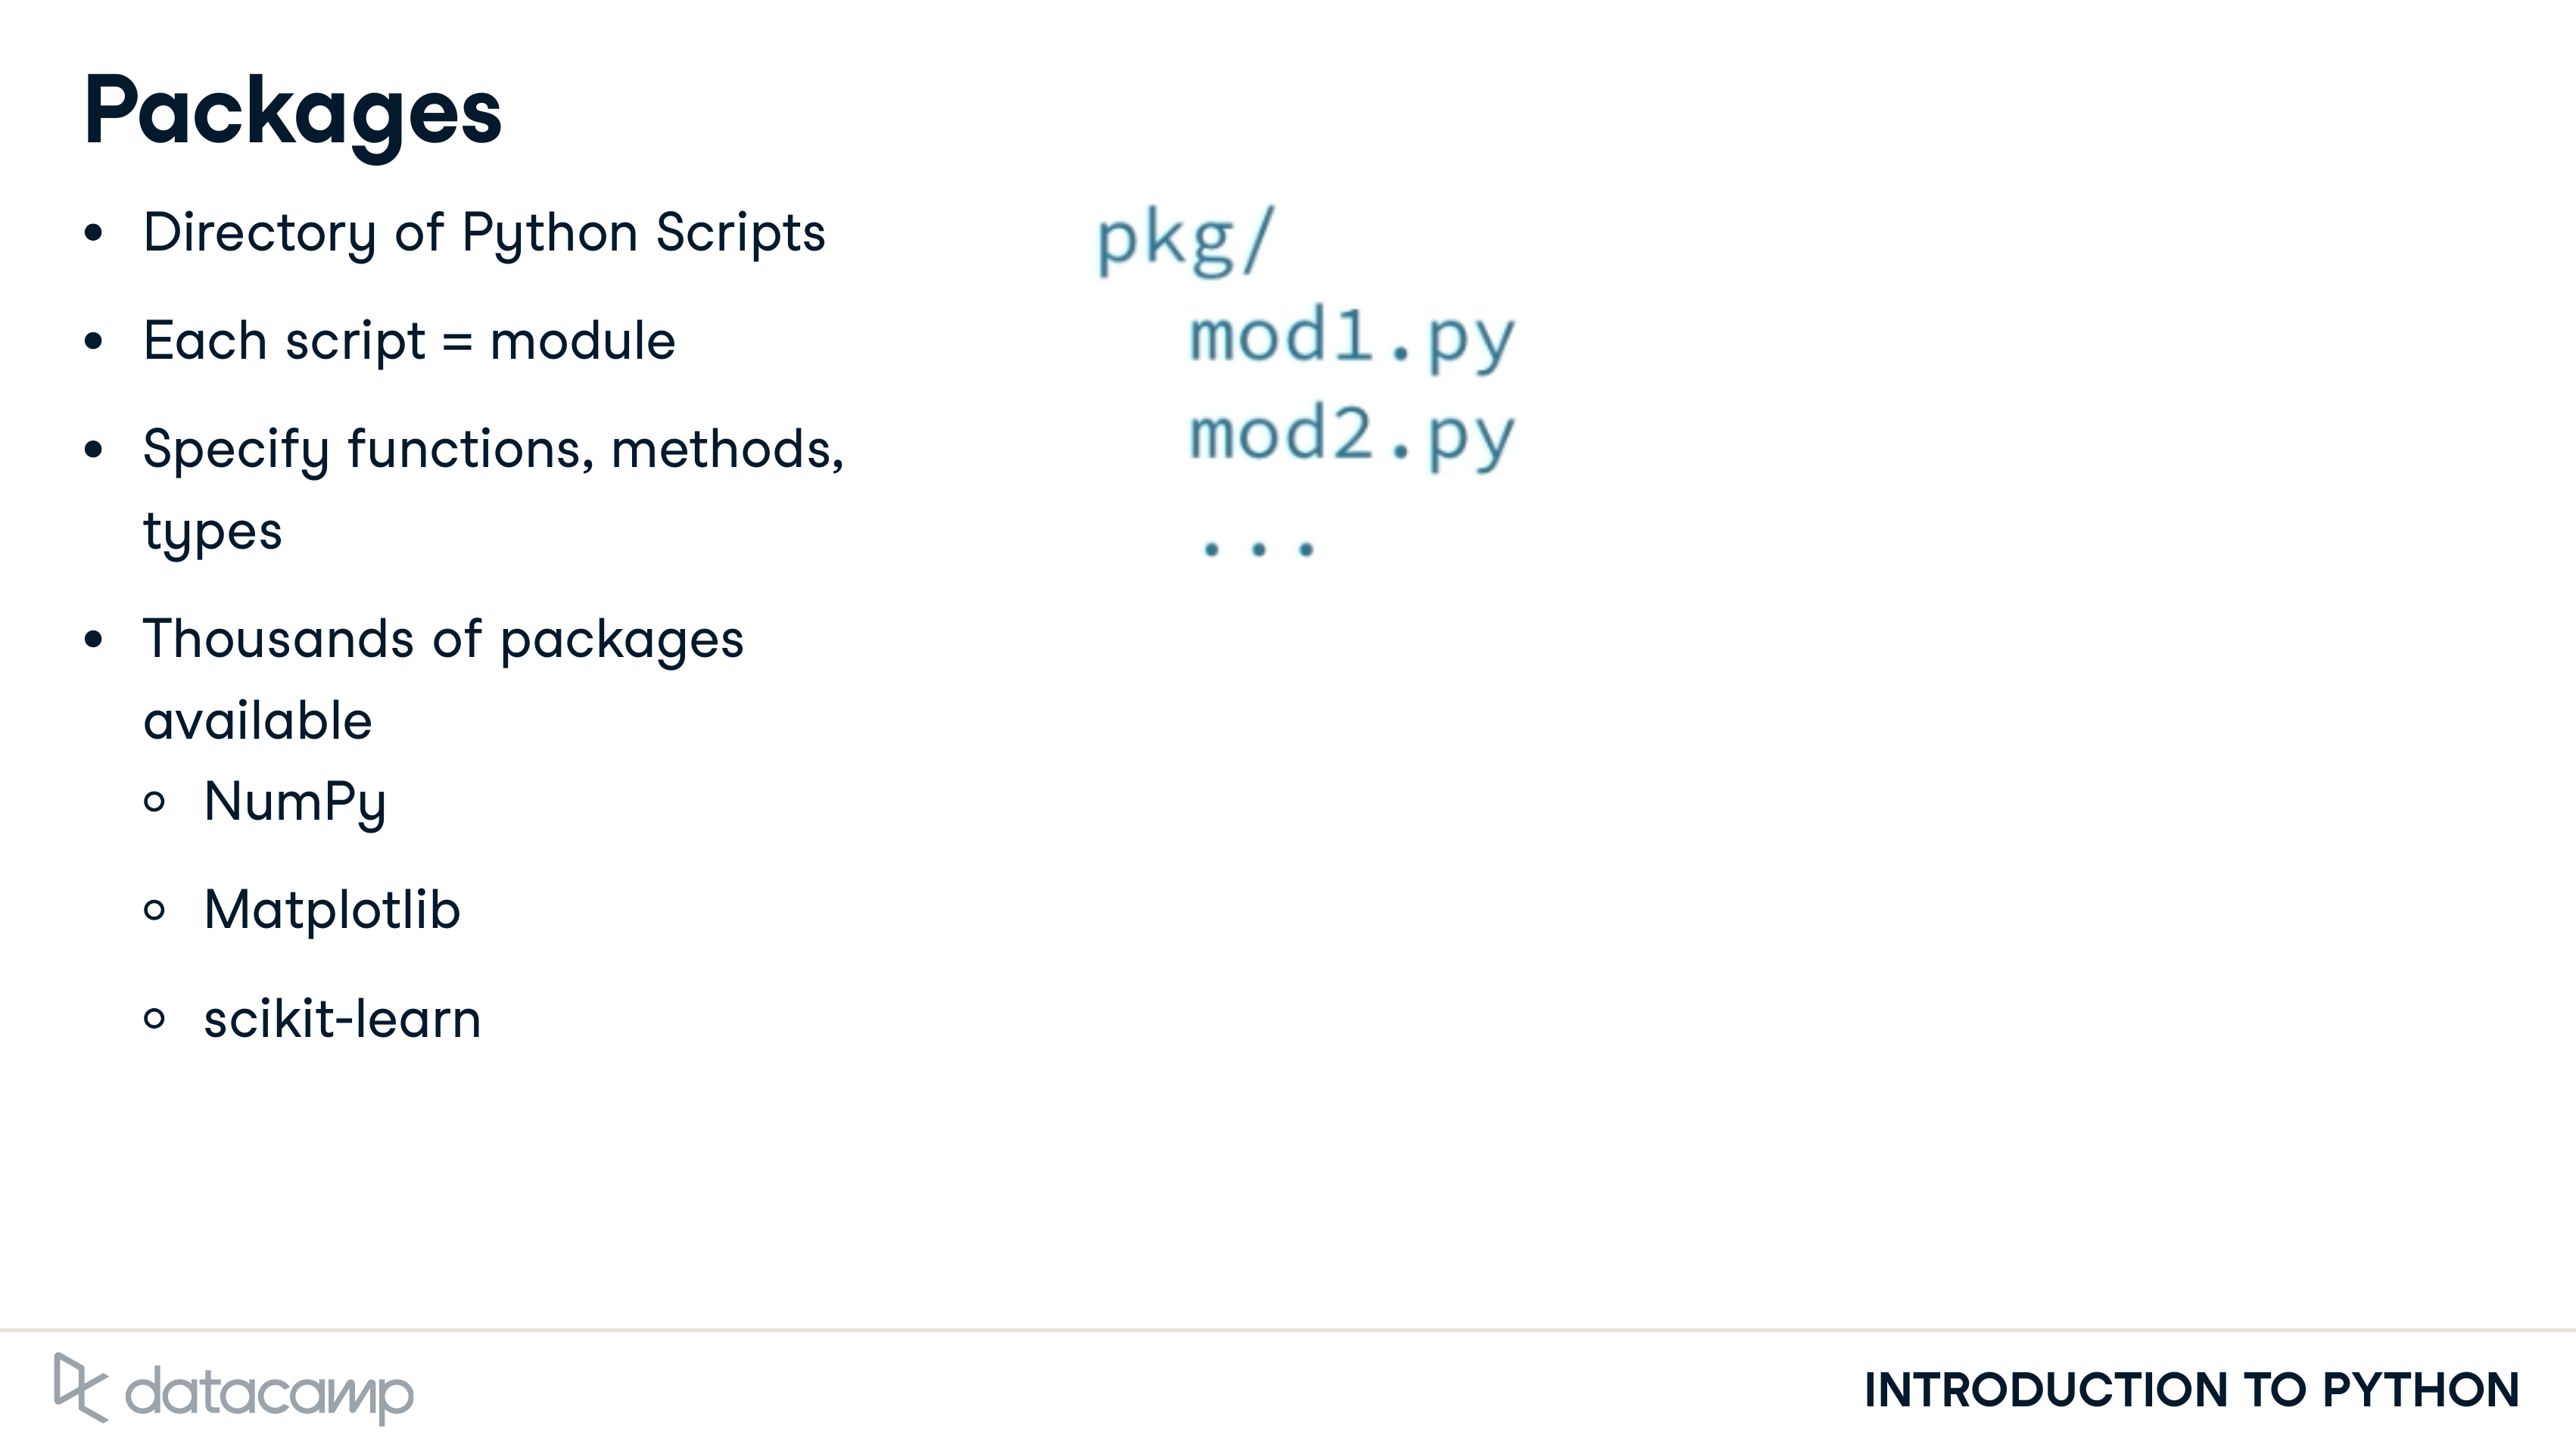 Packages
• Directory of Python Scripts
• Each script = module
• Specify functions, methods,
types
• Thousands of packages
available
○ NumPy
○ Matplotlib
○ scikit-learn
pkg/
mod1.py
mod2.py
...
datacamp
INTRODUCTION TO PYTHON